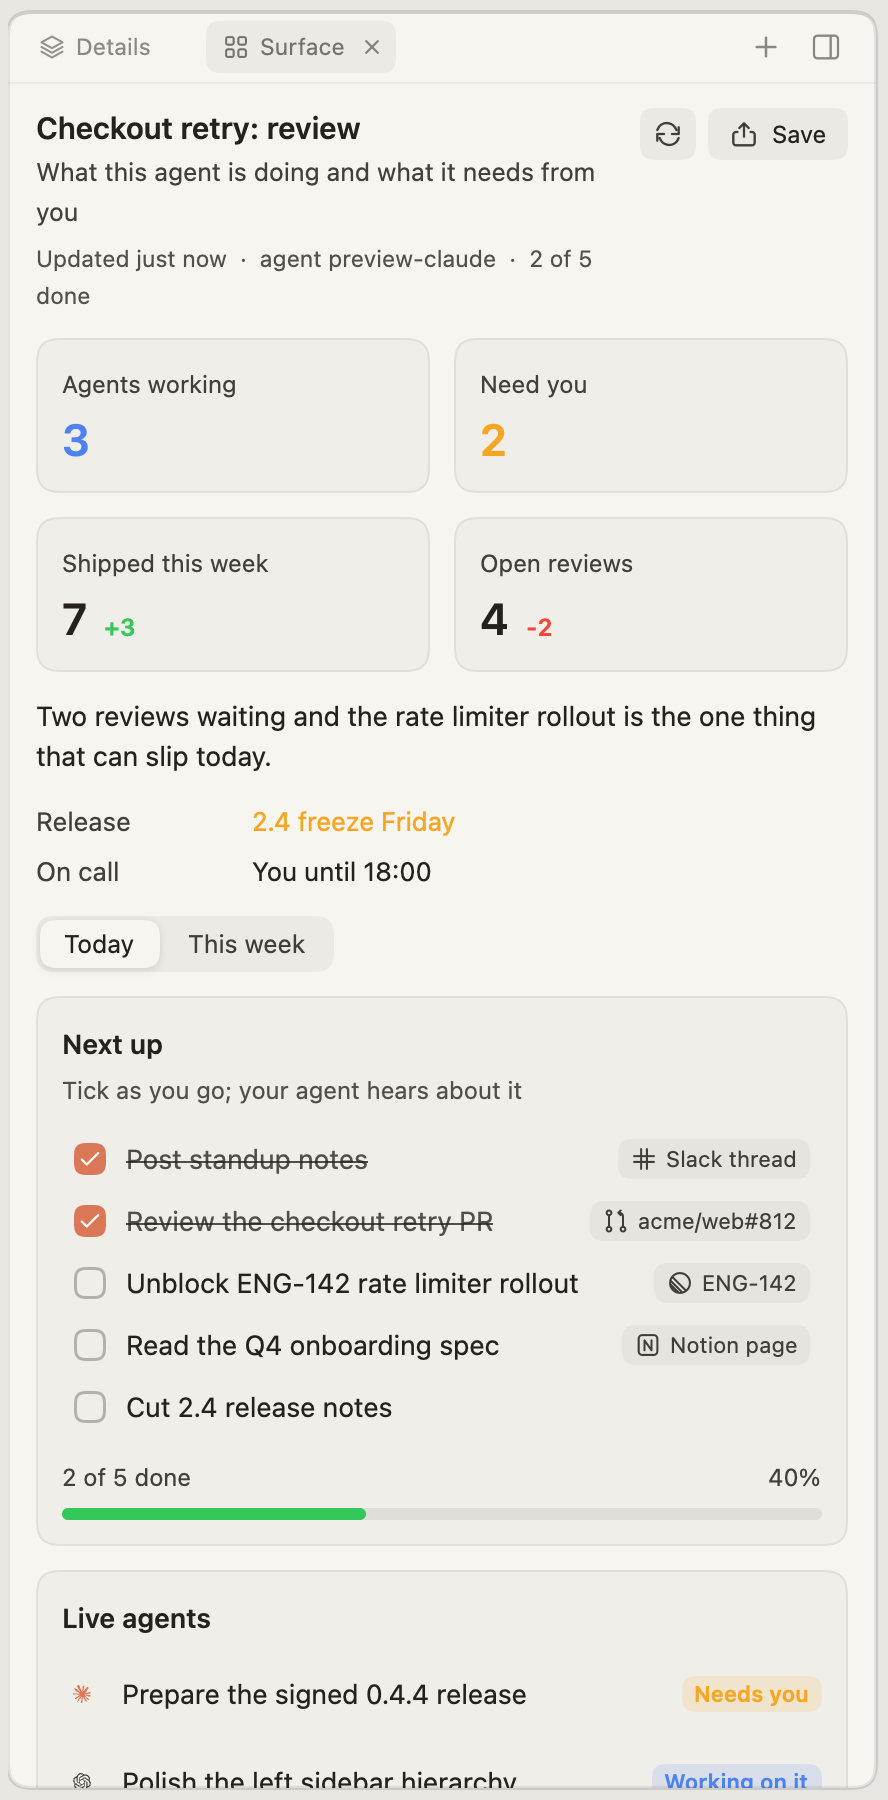 Details
Surface
Checkout retry: review
Save
What this agent is doing and what it needs from
you
Updated just now · agent preview-claude · 2 of 5
done
Agents working
3
Need you
2
Shipped this week
7 +3
Open reviews
4 -2
Two reviews waiting and the rate limiter rollout is the one thing
that can slip today.
Release 2.4 freeze Friday
On call You until 18:00
Today This week
Next up
Tick as you go; your agent hears about it
Post standup notes Slack thread
Review the checkout retry PR acme/web#812
Unblock ENG-142 rate limiter rollout ENG-142
Read the Q4 onboarding spec Notion page
Cut 2.4 release notes
2 of 5 done 40%
Live agents
Prepare the signed 0.4.4 release Needs you
Polish the left sidebar hierarchy Working on it